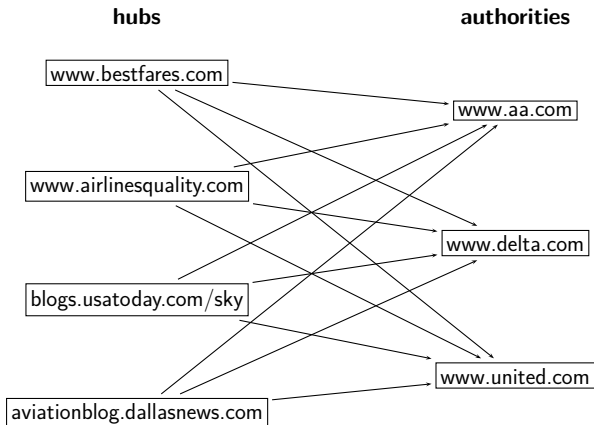 hubs
authorities
www.bestfares.com
www.aa.com
www.airlinesquality.com
www.delta.com
blogs.usatoday.com/sky
www.united.com
aviationblog.dallasnews.com